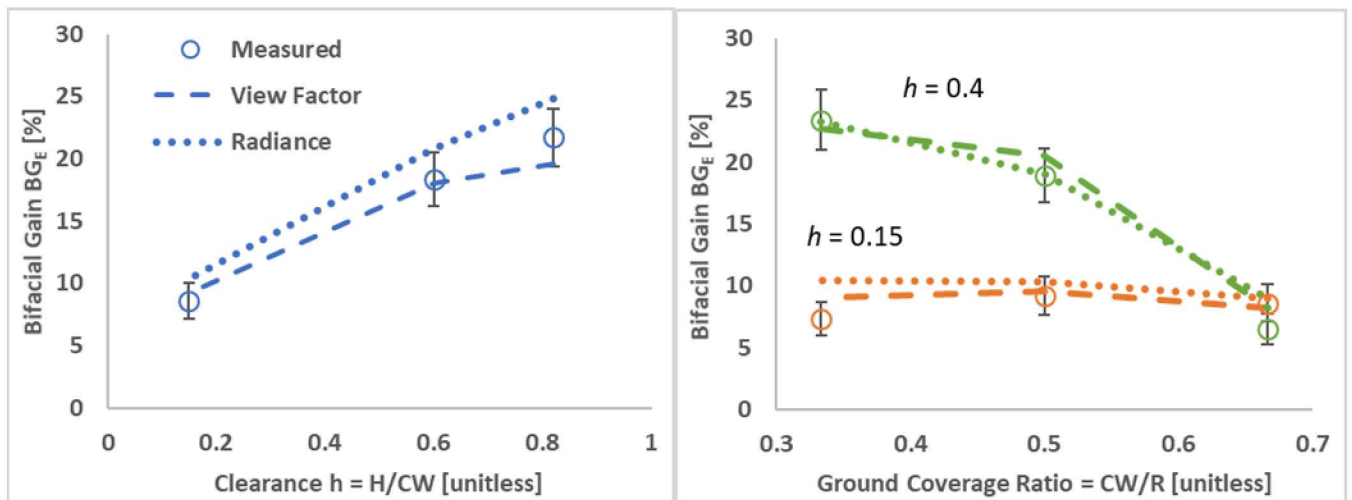 Bifacial Gain BGE [%]
30
25
20
15
10
5
0
Measured
View Factor
Radiance
0
0.2
0.4
0.6
0.8
1
Clearance h = H/CW [unitless]
Bifacial Gain BGE [%]
30
25
20
15
10
5
0
h = 0.4
h = 0.15
0.3
0.4
0.5
0.6
0.7
Ground Coverage Ratio = CW/R [unitless]